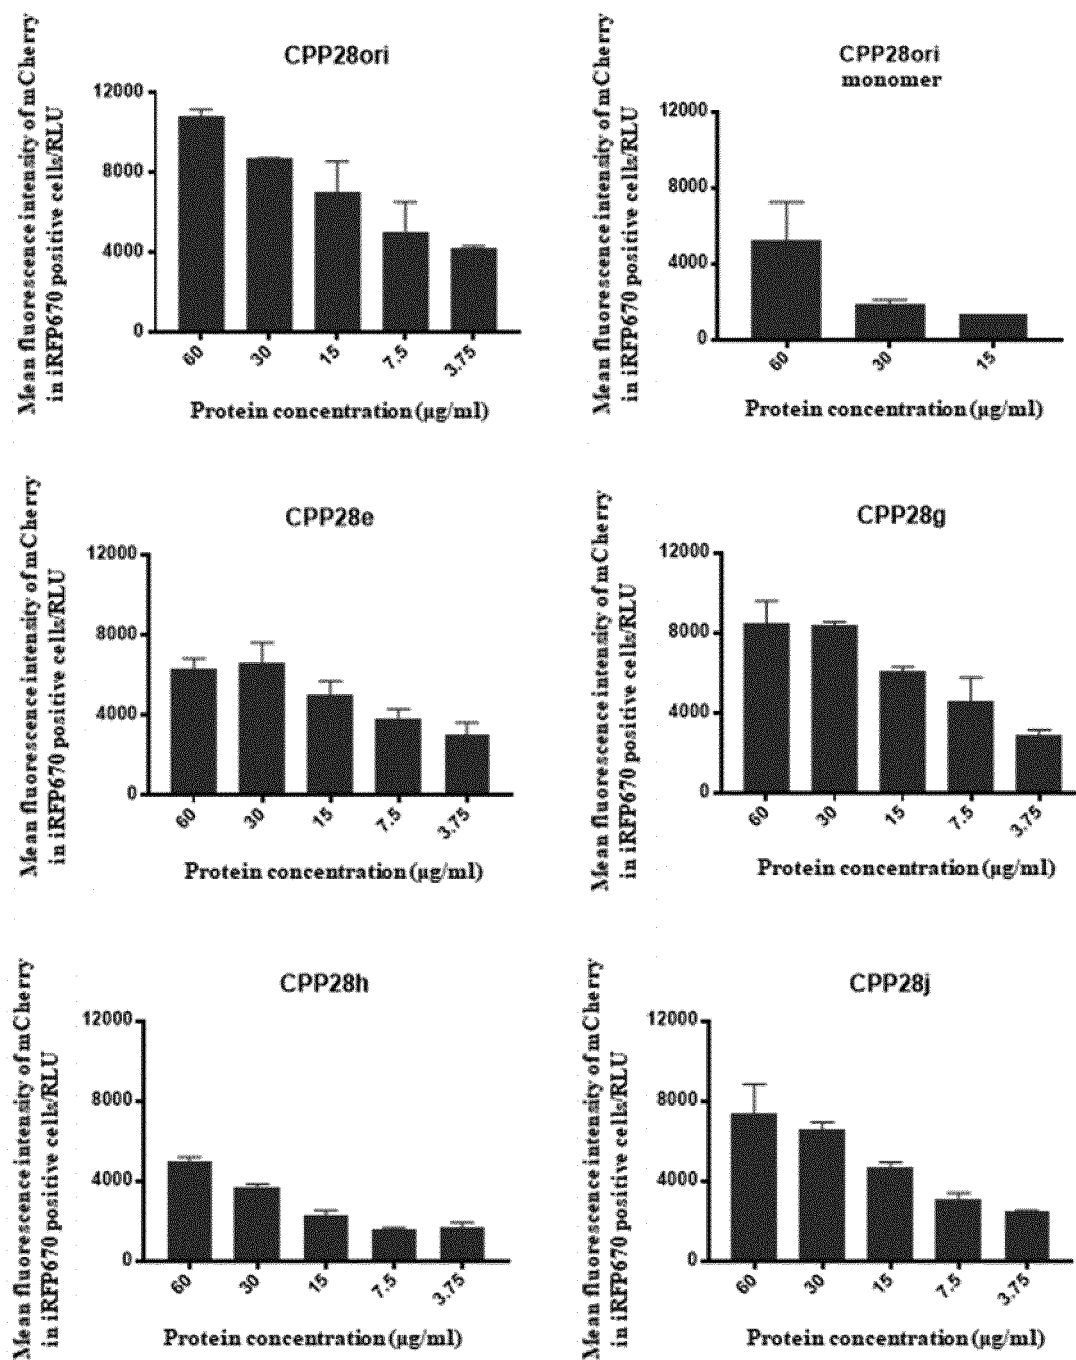 CPP28ori
Mean fluorescence intensity of mCherry
in iRFP670 positive cells/RLU
12000
8000
4000
0
60
30
15
7.5
3.75
Protein concentration (µg/ml)
CPP28ori
monomer
Mean fluorescence intensity of mCherry
in iRFP670 positive cells/RLU
12000
8000
4000
0
60
30
15
Protein concentration (µg/ml)
CPP28e
Mean fluorescence intensity of mCherry
in iRFP670 positive cells/RLU
12000
8000
4000
0
60
30
15
7.5
3.75
Protein concentration (µg/ml)
CPP28g
Mean fluorescence intensity of mCherry
in iRFP670 positive cells/RLU
12000
8000
4000
0
60
30
15
7.5
3.75
Protein concentration (µg/ml)
CPP28h
Mean fluorescence intensity of mCherry
in iRFP670 positive cells/RLU
12000
8000
4000
0
60
30
15
7.5
3.75
Protein concentration (µg/ml)
CPP28j
Mean fluorescence intensity of mCherry
in iRFP670 positive cells/RLU
12000
8000
4000
0
60
30
15
7.5
3.75
Protein concentration (µg/ml)